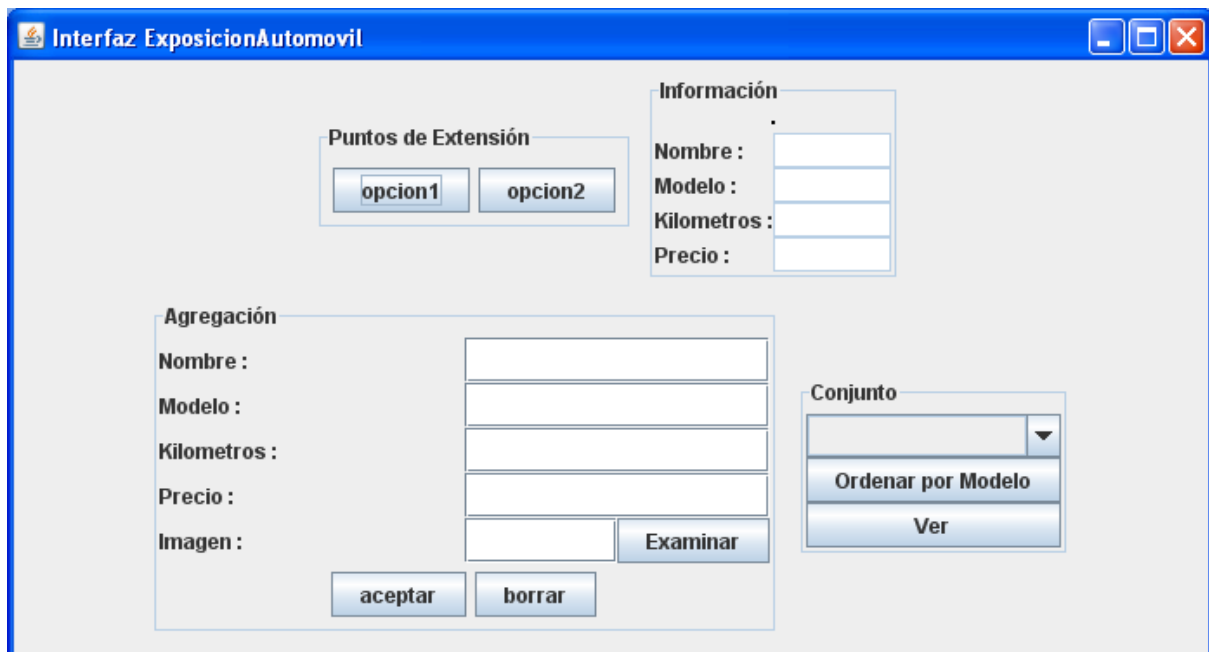 Interfaz ExposicionAutomovil
Puntos de Extensión
opcion1 opcion2
Información
.
Nombre :
Modelo :
Kilometros :
Precio :
Agregación
Nombre :
Modelo :
Kilometros :
Precio :
Imagen : Examinar
aceptar borrar
Conjunto
Ordenar por Modelo
Ver